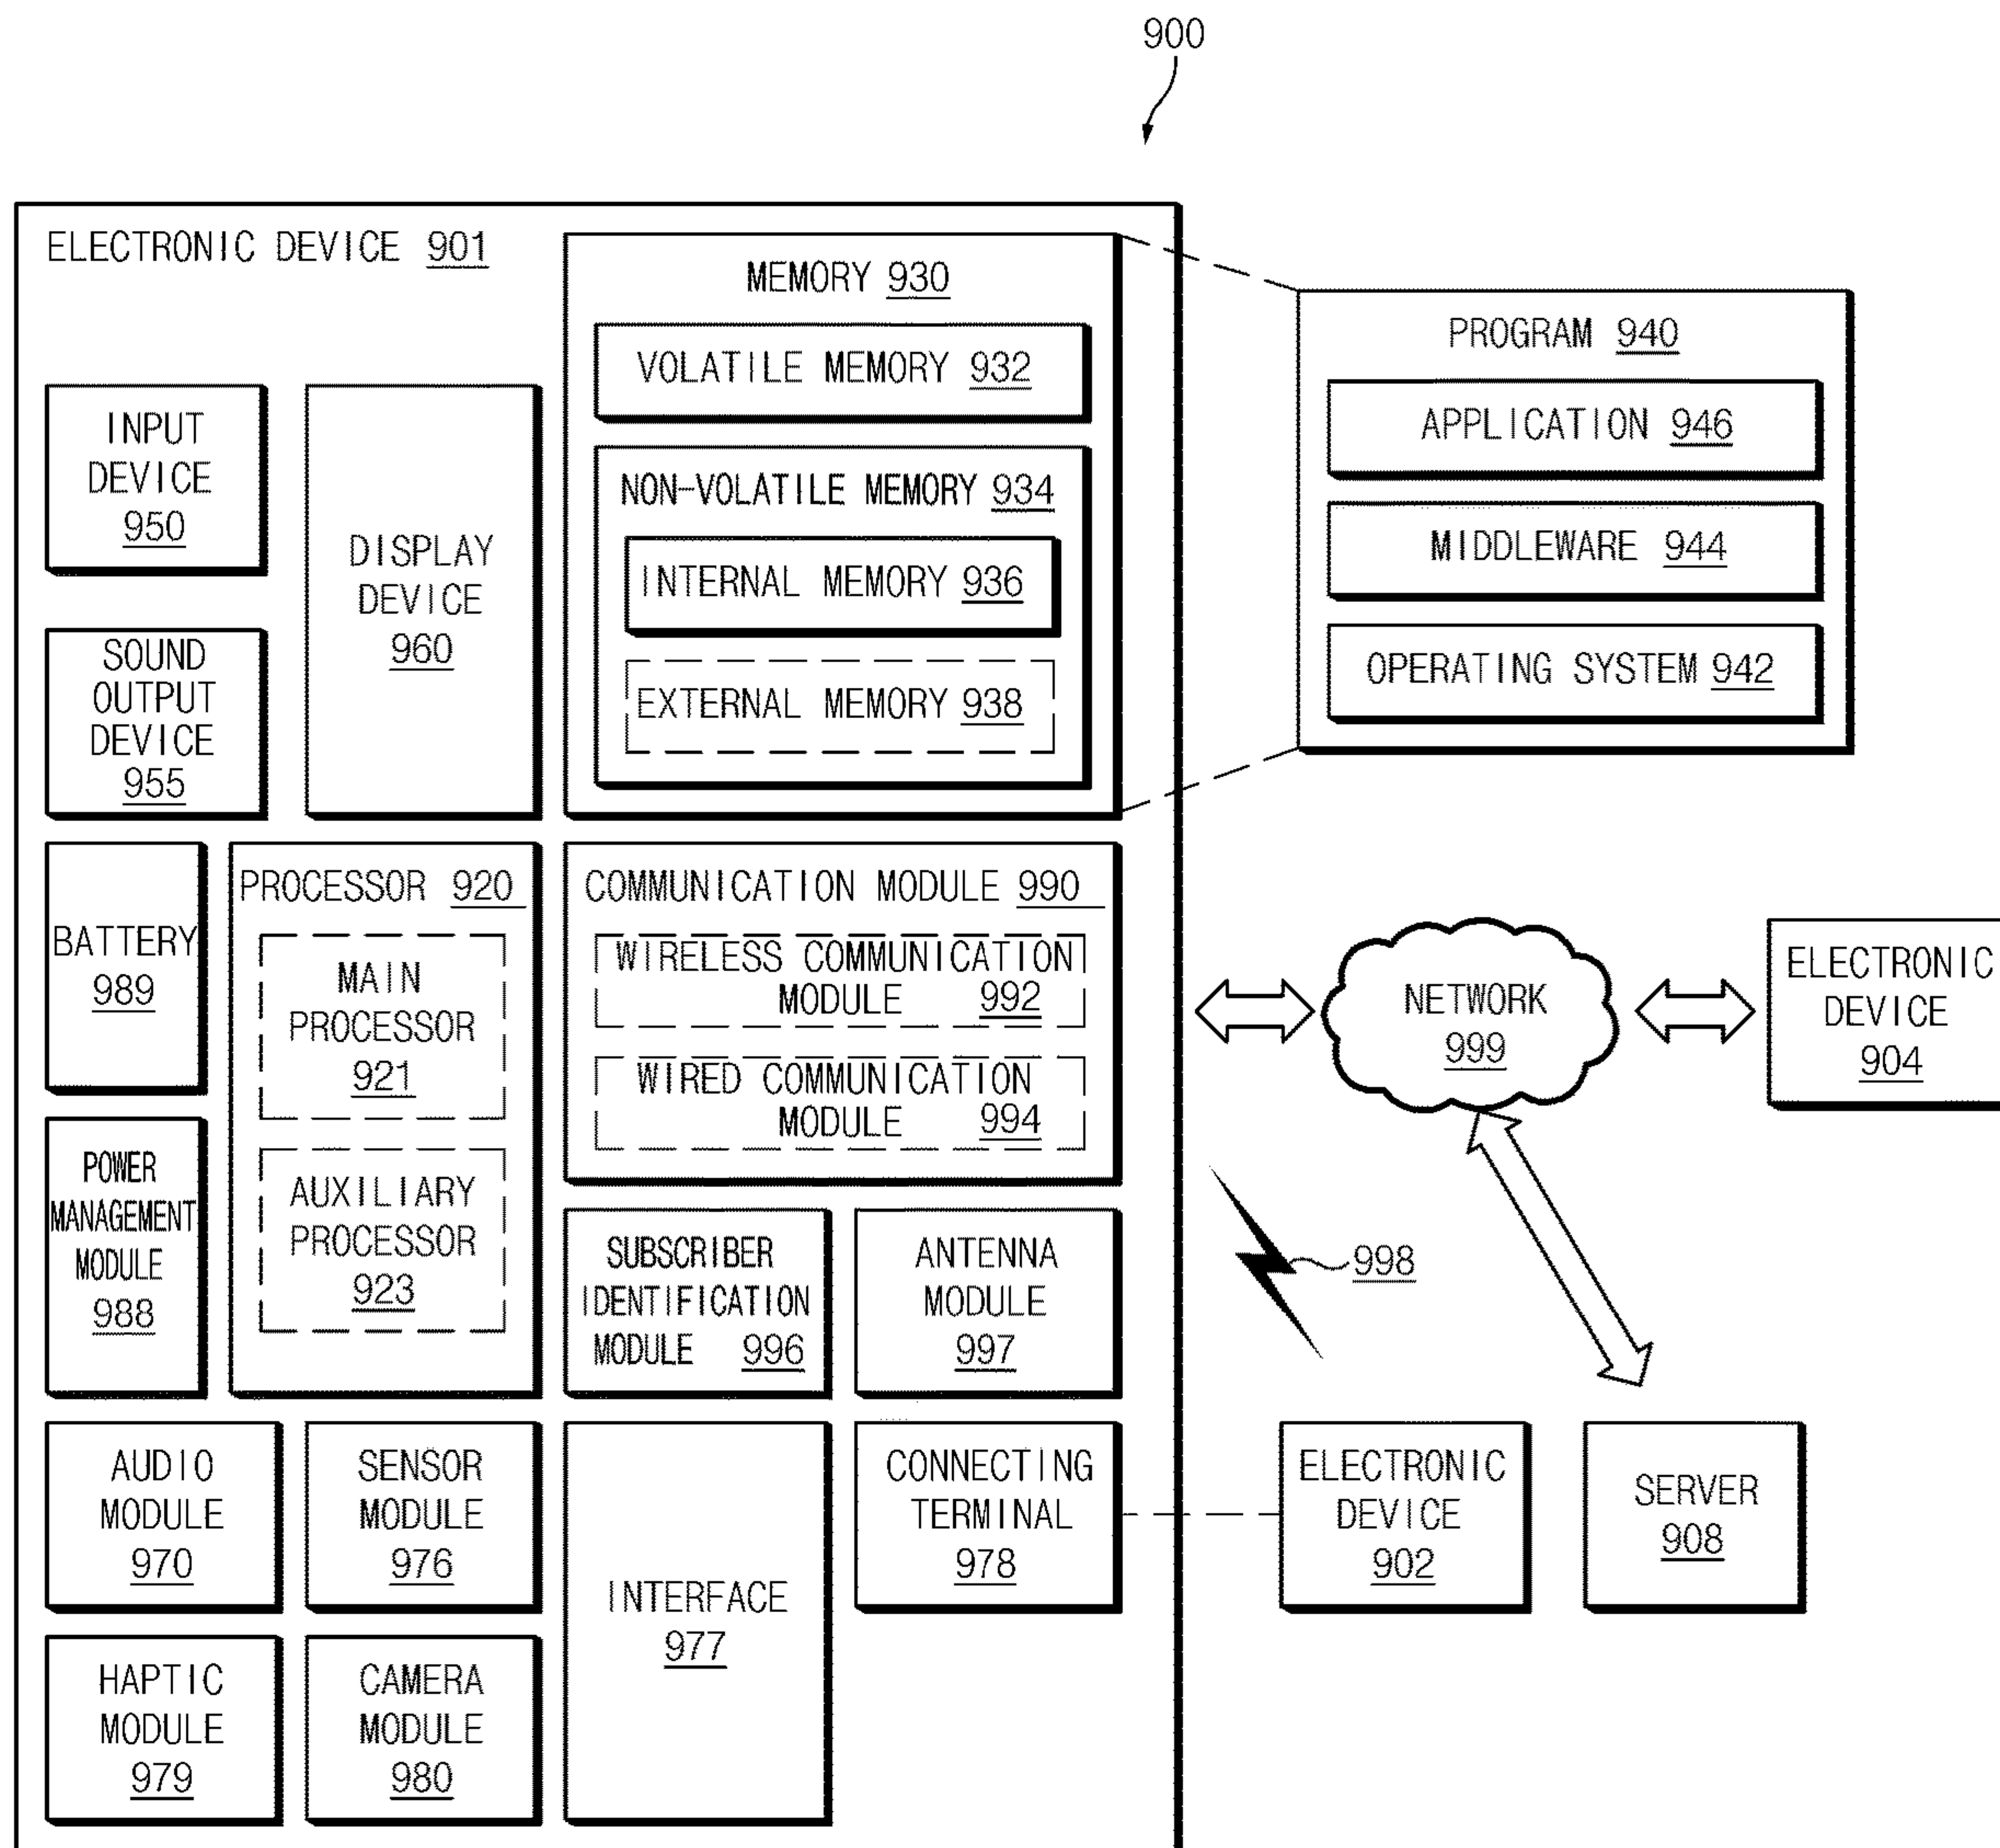 900
ELECTRONIC DEVICE 901
MEMORY 930
VOLATILE MEMORY 932
NON-VOLATILE MEMORY 934
INTERNAL MEMORY 936
EXTERNAL MEMORY 938
PROGRAM 940
APPLICATION 946
MIDDLEWARE 944
OPERATING SYSTEM 942
INPUT
DEVICE
950
DISPLAY
DEVICE
960
SOUND
OUTPUT
DEVICE
955
BATTERY
989
PROCESSOR 920
MAIN
PROCESSOR
921
AUXILIARY
PROCESSOR
923
COMMUNICATION MODULE 990
WIRELESS COMMUNICATION
MODULE 992
WIRED COMMUNICATION
MODULE 994
NETWORK
999
ELECTRONIC
DEVICE
904
POWER
MANAGEMENT
MODULE
988
SUBSCRIBER
IDENTIFICATION
MODULE 996
ANTENNA
MODULE
997
998
AUDIO
MODULE
970
SENSOR
MODULE
976
INTERFACE
977
CONNECTING
TERMINAL
978
ELECTRONIC
DEVICE
902
SERVER
908
HAPTIC
MODULE
979
CAMERA
MODULE
980